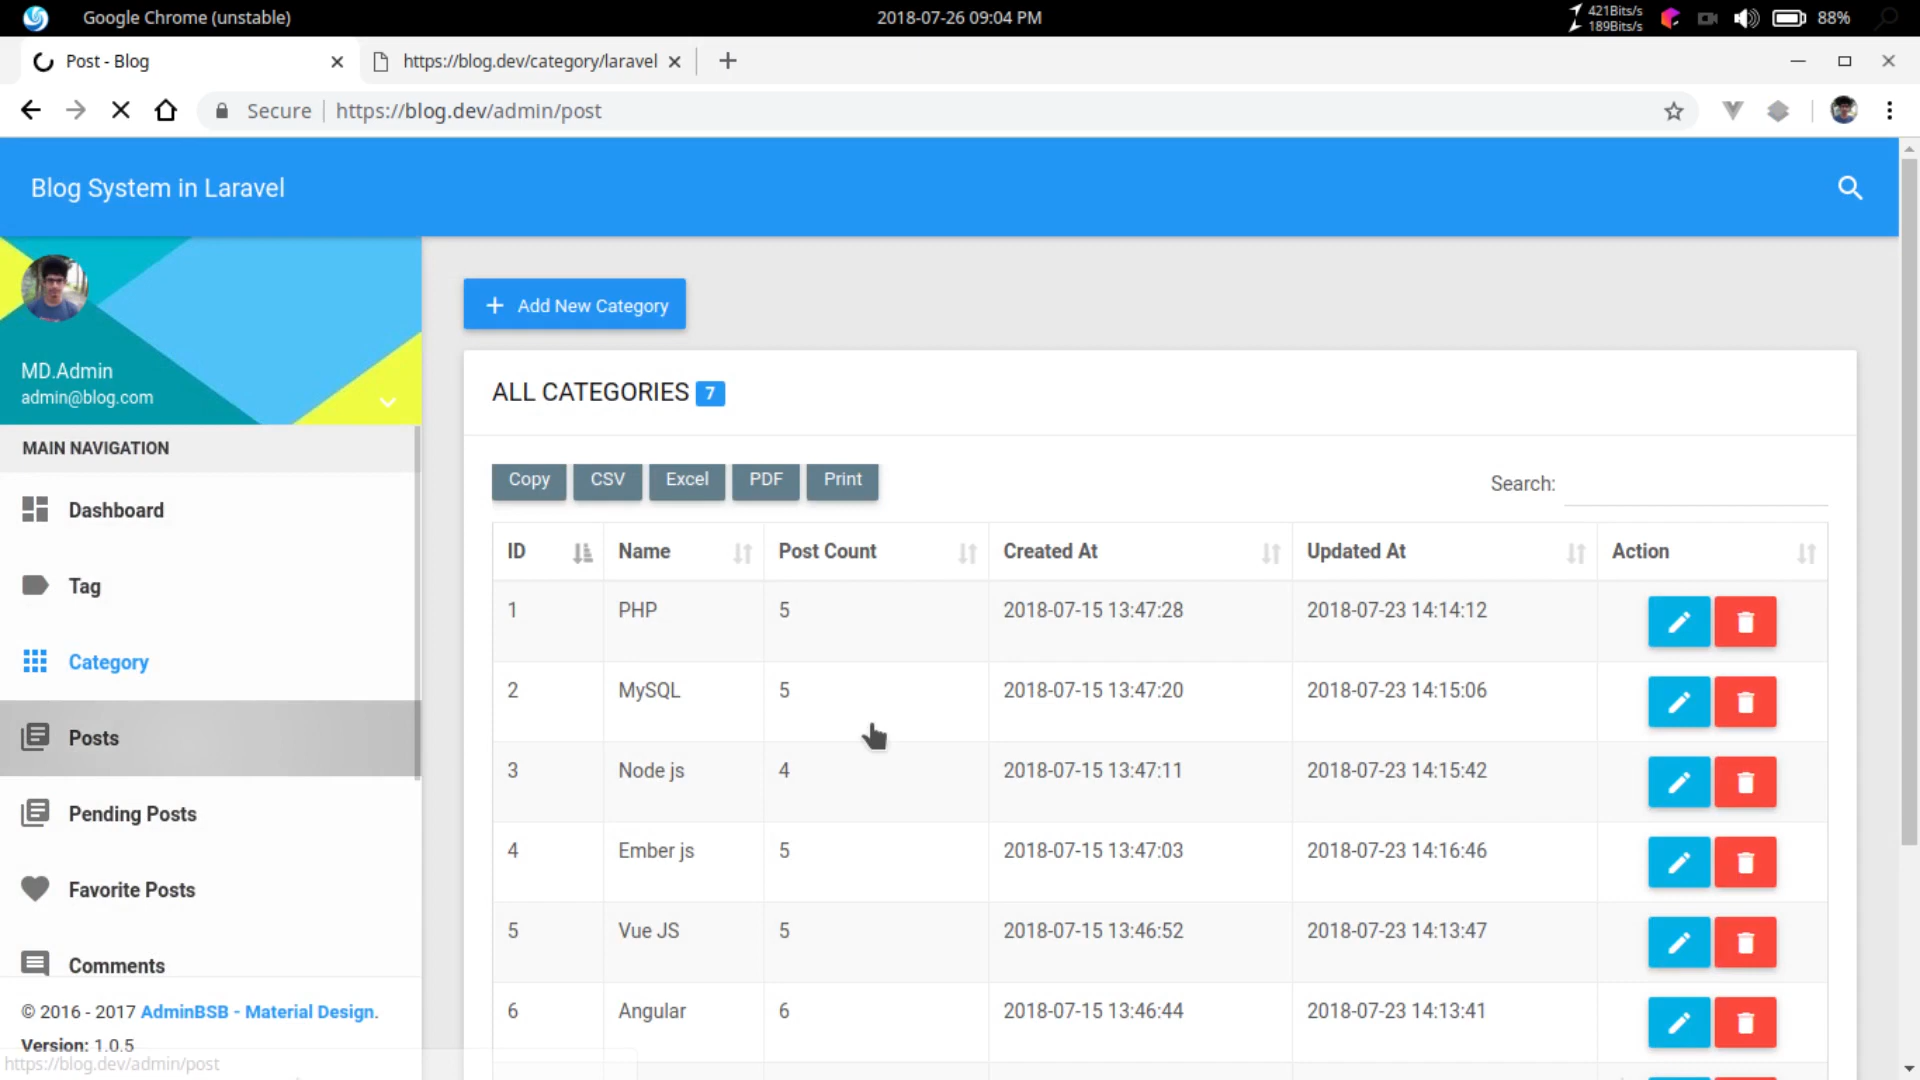 Google Chrome (unstable)
2018-07-26 09:04 PM
421Bits/s
189Bits/s
88%
Post - Blog
https://blog.dev/category/laravel
Secure
https://blog.dev/admin/post
Blog System in Laravel
MD.Admin
admin@blog.com
MAIN NAVIGATION
Dashboard
Tag
Category
Posts
Pending Posts
Favorite Posts
Comments
© 2016 - 2017 AdminBSB - Material Design.
Version: 1.0.5
https://blog.dev/admin/post
+ Add New Category
ALL CATEGORIES 7
Copy CSV Excel PDF Print
Search:
ID Name Post Count Created At Updated At Action
1 PHP 5 2018-07-15 13:47:28 2018-07-23 14:14:12
2 MySQL 5 2018-07-15 13:47:20 2018-07-23 14:15:06
3 Node js 4 2018-07-15 13:47:11 2018-07-23 14:15:42
4 Ember js 5 2018-07-15 13:47:03 2018-07-23 14:16:46
5 Vue JS 5 2018-07-15 13:46:52 2018-07-23 14:13:47
6 Angular 6 2018-07-15 13:46:44 2018-07-23 14:13:41